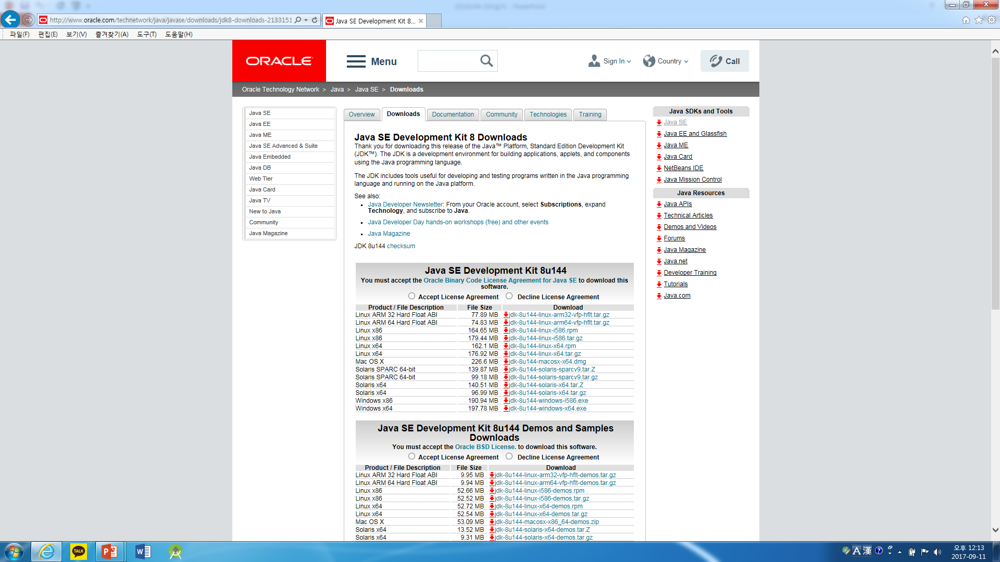 http://www.oracle.com/technetwork/java/javase/downloads/jdk8-downloads-2133151
Java SE Development Kit 8...
파일(F) 편집(E) 보기(V) 즐겨찾기(A) 도구(T) 도움말(H)
ORACLE
Menu
Sign In
Country
Call
Oracle Technology Network > Java > Java SE > Downloads
Java SE
Java EE
Java ME
Java SE Advanced & Suite
Java Embedded
Java DB
Web Tier
Java Card
Java TV
New to Java
Community
Java Magazine
Overview Downloads Documentation Community Technologies Training
Java SE Development Kit 8 Downloads
Thank you for downloading this release of the Java™ Platform, Standard Edition Development Kit
(JDK™). The JDK is a development environment for building applications, applets, and components
using the Java programming language.
The JDK includes tools useful for developing and testing programs written in the Java programming
language and running on the Java platform.
See also:
Java Developer Newsletter: From your Oracle account, select Subscriptions, expand
Technology, and subscribe to Java.
Java Developer Day hands-on workshops (free) and other events
Java Magazine
JDK 8u144 checksum
Java SE Development Kit 8u144
You must accept the Oracle Binary Code License Agreement for Java SE to download this
software.
Accept License Agreement Decline License Agreement
Product / File Description File Size Download
Linux ARM 32 Hard Float ABI 77.89 MB jdk-8u144-linux-arm32-vfp-hflt.tar.gz
Linux ARM 64 Hard Float ABI 74.83 MB jdk-8u144-linux-arm64-vfp-hflt.tar.gz
Linux x86 164.65 MB jdk-8u144-linux-i586.rpm
Linux x86 179.44 MB jdk-8u144-linux-i586.tar.gz
Linux x64 162.1 MB jdk-8u144-linux-x64.rpm
Linux x64 176.92 MB jdk-8u144-linux-x64.tar.gz
Mac OS X 226.6 MB jdk-8u144-macosx-x64.dmg
Solaris SPARC 64-bit 139.87 MB jdk-8u144-solaris-sparcv9.tar.Z
Solaris SPARC 64-bit 99.18 MB jdk-8u144-solaris-sparcv9.tar.gz
Solaris x64 140.51 MB jdk-8u144-solaris-x64.tar.Z
Solaris x64 96.99 MB jdk-8u144-solaris-x64.tar.gz
Windows x86 190.94 MB jdk-8u144-windows-i586.exe
Windows x64 197.78 MB jdk-8u144-windows-x64.exe
Java SE Development Kit 8u144 Demos and Samples
Downloads
You must accept the Oracle BSD License. to download this software.
Accept License Agreement Decline License Agreement
Product / File Description File Size Download
Linux ARM 32 Hard Float ABI 9.95 MB jdk-8u144-linux-arm32-vfp-hflt-demos.tar.gz
Linux ARM 64 Hard Float ABI 9.94 MB jdk-8u144-linux-arm64-vfp-hflt-demos.tar.gz
Linux x86 52.66 MB jdk-8u144-linux-i586-demos.rpm
Linux x86 52.52 MB jdk-8u144-linux-i586-demos.tar.gz
Linux x64 52.72 MB jdk-8u144-linux-x64-demos.rpm
Linux x64 52.54 MB jdk-8u144-linux-x64-demos.tar.gz
Mac OS X 53.09 MB jdk-8u144-macosx-x86_64-demos.zip
Solaris x64 13.52 MB jdk-8u144-solaris-x64-demos.tar.Z
Solaris x64 9.31 MB jdk-8u144-solaris-x64-demos.tar.gz
Java SDKs and Tools
Java SE
Java EE and Glassfish
Java ME
Java Card
NetBeans IDE
Java Mission Control
Java Resources
Java APIs
Technical Articles
Demos and Videos
Forums
Java Magazine
Java.net
Developer Training
Tutorials
Java.com
TALK
A 漢
오후 12:13
2017-09-11